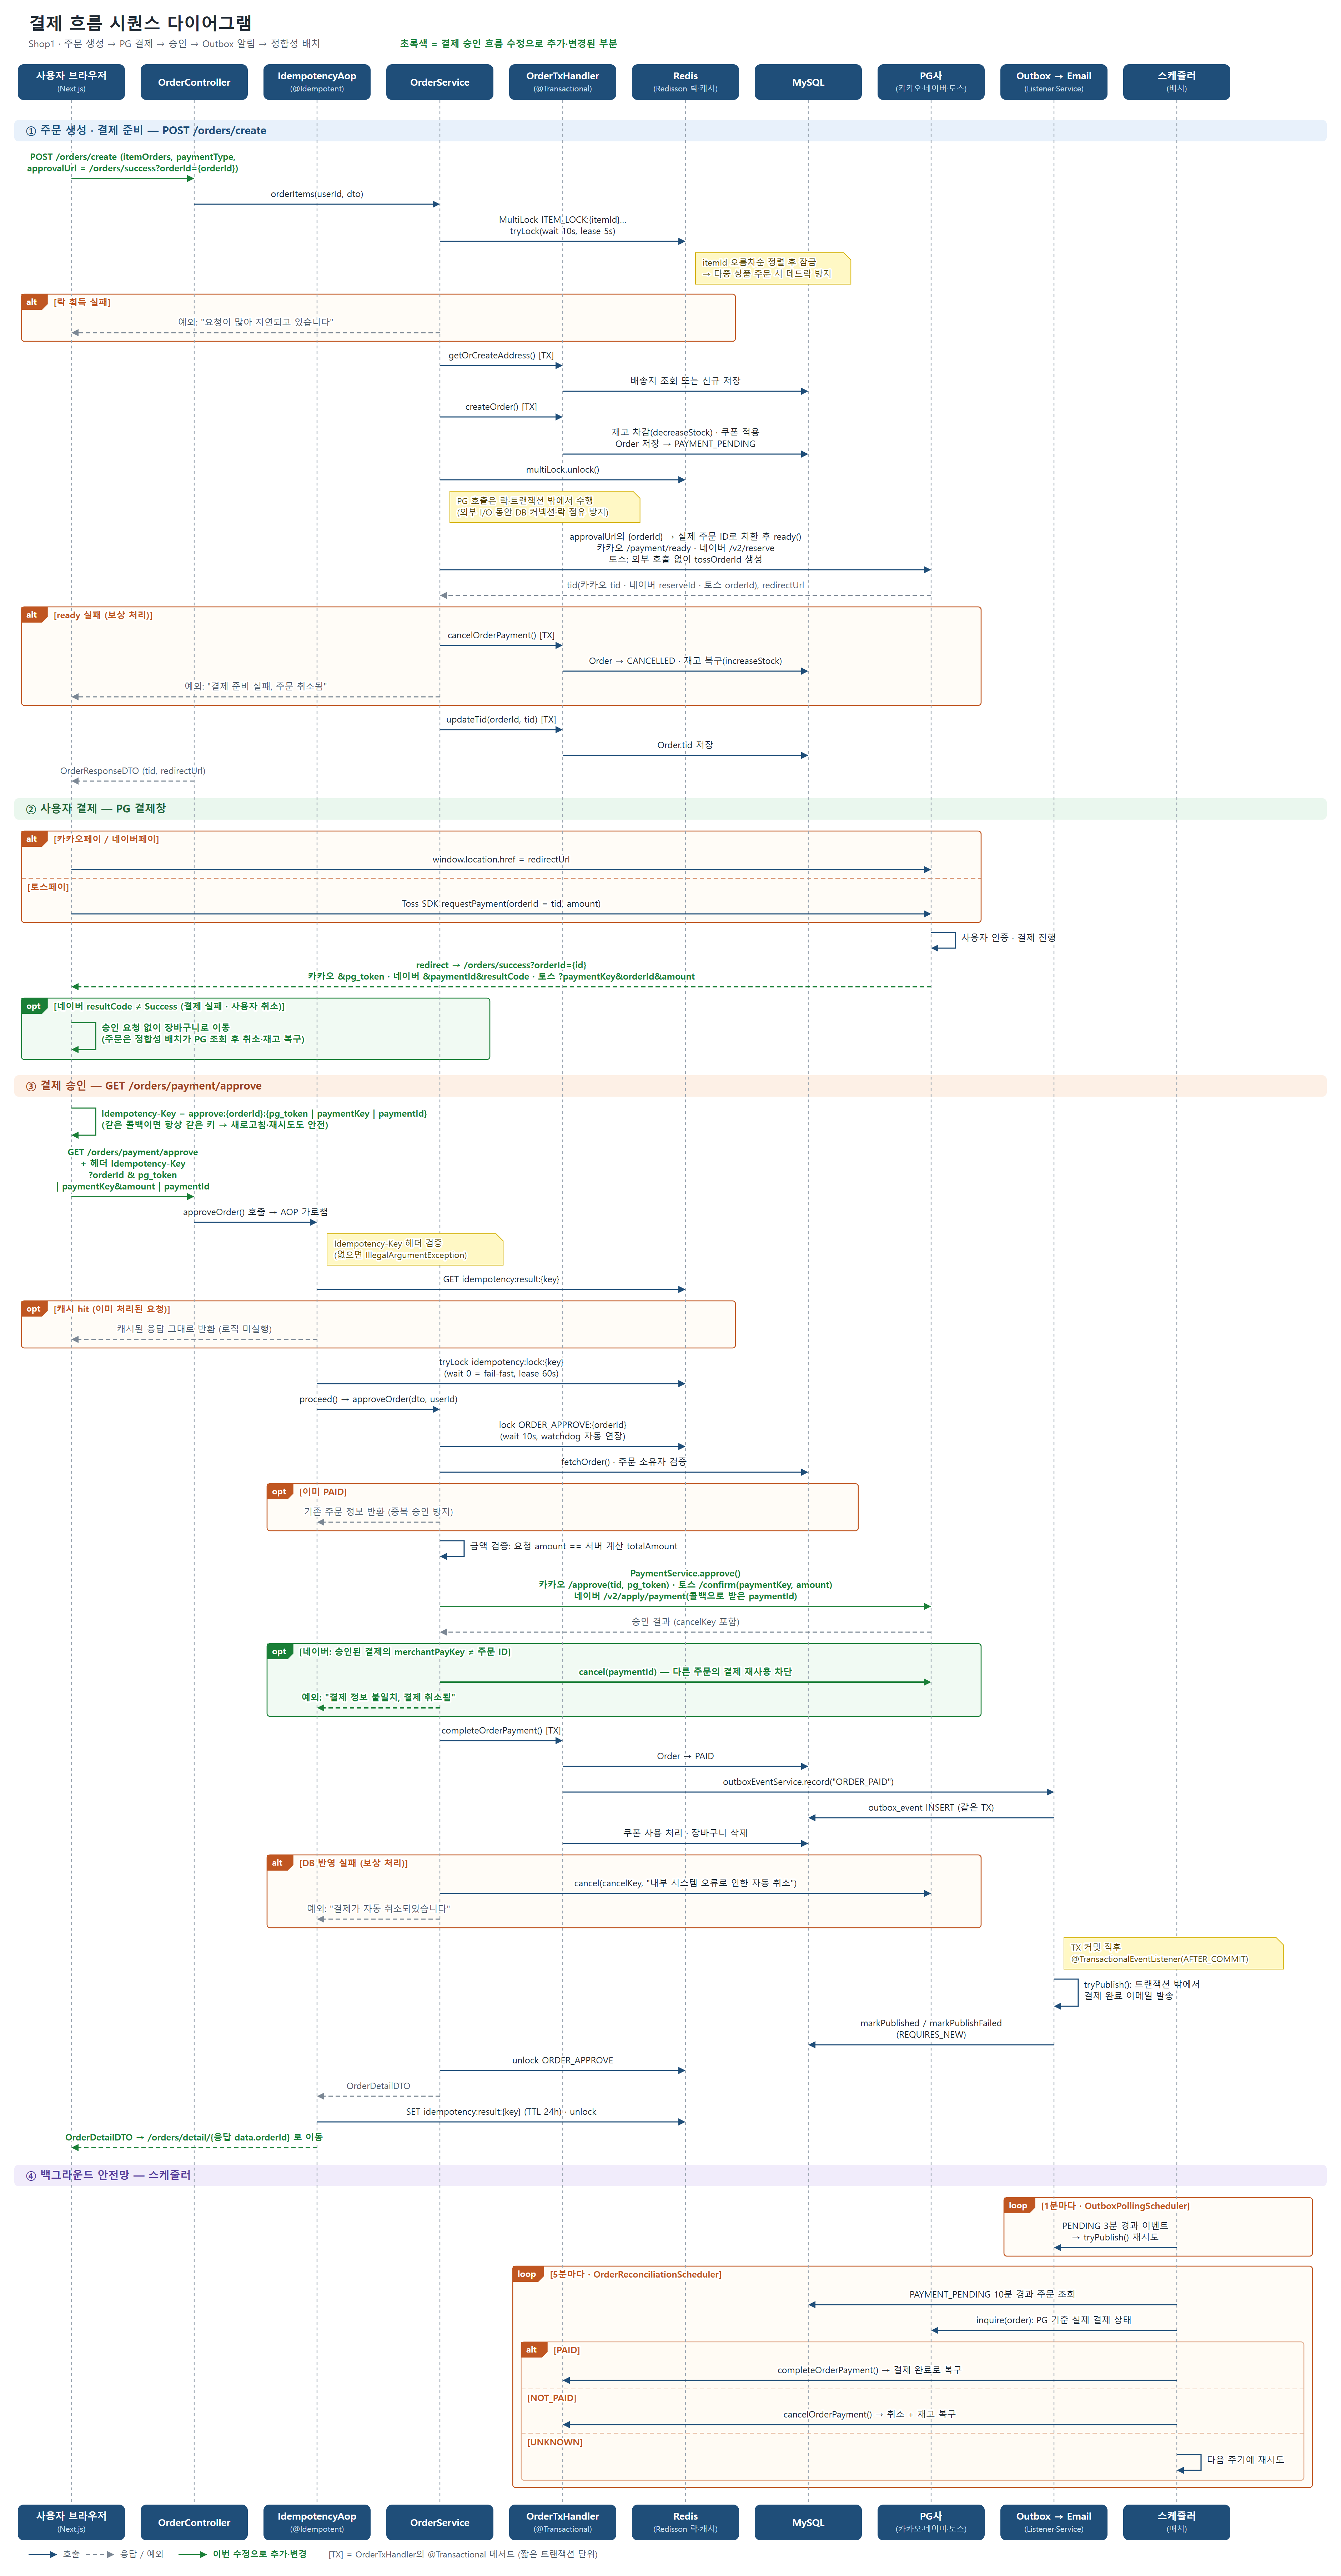 결제 흐름 시퀀스 다이어그램
Shop1 · 주문 생성 → PG 결제 → 승인 → Outbox 알림 → 정합성 배치
초록색 = 결제 승인 흐름 수정으로 추가·변경된 부분
사용자 브라우저
(Next.js)
OrderController
IdempotencyAop
(@Idempotent)
OrderService
OrderTxHandler
(@Transactional)
Redis
(Redisson 락·캐시)
MySQL
PG사
(카카오·네이버·토스)
Outbox → Email
(Listener·Service)
스케줄러
(배치)
① 주문 생성 · 결제 준비 — POST /orders/create
POST /orders/create (itemOrders, paymentType,
approvalUrl = /orders/success?orderId={orderId})
orderItems(userId, dto)
MultiLock ITEM_LOCK:{itemId}...
tryLock(wait 10s, lease 5s)
itemId 오름차순 정렬 후 잠금
→ 다중 상품 주문 시 데드락 방지
alt
[락 획득 실패]
예외: "요청이 많아 지연되고 있습니다"
getOrCreateAddress() [TX]
배송지 조회 또는 신규 저장
createOrder() [TX]
재고 차감(decreaseStock) · 쿠폰 적용
Order 저장 → PAYMENT_PENDING
multiLock.unlock()
PG 호출은 락·트랜잭션 밖에서 수행
(외부 I/O 동안 DB 커넥션·락 점유 방지)
approvalUrl의 {orderId} → 실제 주문 ID로 치환 후 ready()
카카오 /payment/ready · 네이버 /v2/reserve
토스: 외부 호출 없이 tossOrderId 생성
tid(카카오 tid · 네이버 reserveId · 토스 orderId), redirectUrl
alt
[ready 실패 (보상 처리)]
cancelOrderPayment() [TX]
Order → CANCELLED · 재고 복구(increaseStock)
예외: "결제 준비 실패, 주문 취소됨"
updateTid(orderId, tid) [TX]
Order.tid 저장
OrderResponseDTO (tid, redirectUrl)
② 사용자 결제 — PG 결제창
alt
[카카오페이 / 네이버페이]
window.location.href = redirectUrl
[토스페이]
Toss SDK requestPayment(orderId = tid, amount)
사용자 인증 · 결제 진행
redirect → /orders/success?orderId={id}
카카오 &pg_token · 네이버 &paymentId&resultCode · 토스 ?paymentKey&orderId&amount
opt
[네이버 resultCode ≠ Success (결제 실패 · 사용자 취소)]
승인 요청 없이 장바구니로 이동
(주문은 정합성 배치가 PG 조회 후 취소·재고 복구)
③ 결제 승인 — GET /orders/payment/approve
Idempotency-Key = approve:{orderId}:{pg_token | paymentKey | paymentId}
(같은 콜백이면 항상 같은 키 → 새로고침·재시도도 안전)
GET /orders/payment/approve
+ 헤더 Idempotency-Key
?orderId & pg_token
| paymentKey&amount | paymentId
approveOrder() 호출 → AOP 가로챔
Idempotency-Key 헤더 검증
(없으면 IllegalArgumentException)
GET idempotency:result:{key}
opt
[캐시 hit (이미 처리된 요청)]
캐시된 응답 그대로 반환 (로직 미실행)
tryLock idempotency:lock:{key}
(wait 0 = fail-fast, lease 60s)
proceed() → approveOrder(dto, userId)
lock ORDER_APPROVE:{orderId}
(wait 10s, watchdog 자동 연장)
fetchOrder() · 주문 소유자 검증
opt
[이미 PAID]
기존 주문 정보 반환 (중복 승인 방지)
금액 검증: 요청 amount == 서버 계산 totalAmount
PaymentService.approve()
카카오 /approve(tid, pg_token) · 토스 /confirm(paymentKey, amount)
네이버 /v2/apply/payment(콜백으로 받은 paymentId)
승인 결과 (cancelKey 포함)
opt
[네이버: 승인된 결제의 merchantPayKey ≠ 주문 ID]
cancel(paymentId) — 다른 주문의 결제 재사용 차단
예외: "결제 정보 불일치, 결제 취소됨"
completeOrderPayment() [TX]
Order → PAID
outboxEventService.record("ORDER_PAID")
outbox_event INSERT (같은 TX)
쿠폰 사용 처리 · 장바구니 삭제
alt
[DB 반영 실패 (보상 처리)]
cancel(cancelKey, "내부 시스템 오류로 인한 자동 취소")
예외: "결제가 자동 취소되었습니다"
TX 커밋 직후
@TransactionalEventListener(AFTER_COMMIT)
tryPublish(): 트랜잭션 밖에서
결제 완료 이메일 발송
markPublished / markPublishFailed
(REQUIRES_NEW)
unlock ORDER_APPROVE
OrderDetailDTO
SET idempotency:result:{key} (TTL 24h) · unlock
OrderDetailDTO → /orders/detail/{응답 data.orderId} 로 이동
④ 백그라운드 안전망 — 스케줄러
loop
[1분마다 · OutboxPollingScheduler]
PENDING 3분 경과 이벤트
→ tryPublish() 재시도
loop
[5분마다 · OrderReconciliationScheduler]
PAYMENT_PENDING 10분 경과 주문 조회
inquire(order): PG 기준 실제 결제 상태
alt
[PAID]
completeOrderPayment() → 결제 완료로 복구
[NOT_PAID]
cancelOrderPayment() → 취소 + 재고 복구
[UNKNOWN]
다음 주기에 재시도
사용자 브라우저
(Next.js)
OrderController
IdempotencyAop
(@Idempotent)
OrderService
OrderTxHandler
(@Transactional)
Redis
(Redisson 락·캐시)
MySQL
PG사
(카카오·네이버·토스)
Outbox → Email
(Listener·Service)
스케줄러
(배치)
호출
응답 / 예외
이번 수정으로 추가·변경
[TX] = OrderTxHandler의 @Transactional 메서드 (짧은 트랜잭션 단위)